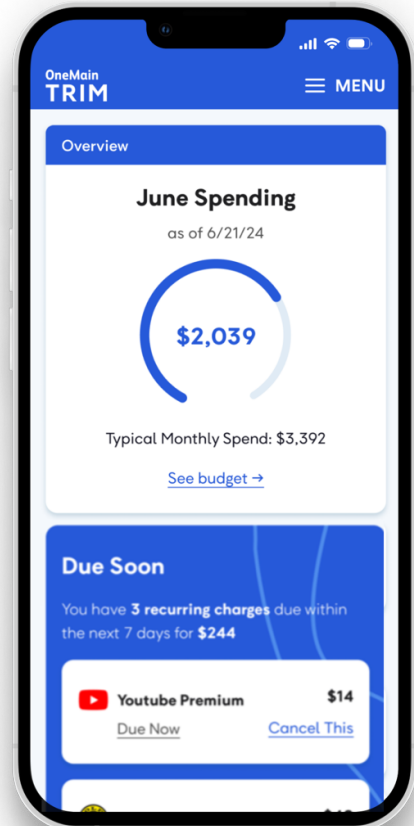 OneMain
TRIM
MENU
Overview
June Spending
as of 6/21/24
$2,039
Typical Monthly Spend: $3,392
See budget →
Due Soon
You have 3 recurring charges due within
the next 7 days for $244
Youtube Premium
$14
Due Now
Cancel This